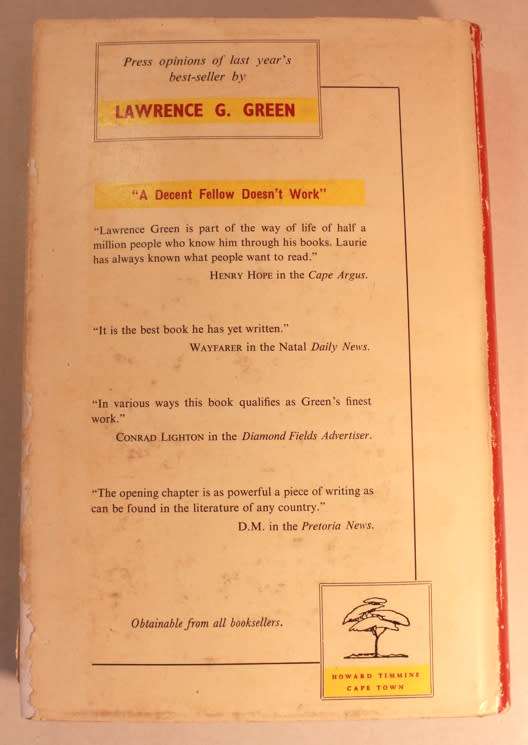 Press opinions of last year's
best-seller by
LAWRENCE G. GREEN
"A Decent Fellow Doesn't Work"
"Lawrence Green is part of the way of life of half a
million people who know him through his books. Laurie
has always known what people want to read."
HENRY HOPE in the Cape Argus.
"It is the best book he has yet written."
WAYFARER in the Natal Daily News.
"In various ways this book qualifies as Green's finest
work."
CONRAD LIGHTON in the Diamond Fields Advertiser.
"The opening chapter is as powerful a piece of writing as
can be found in the literature of any country."
D.M. in the Pretoria News.
Obtainable from all booksellers.
HOWARD TIMMINS
CAPE TOWN